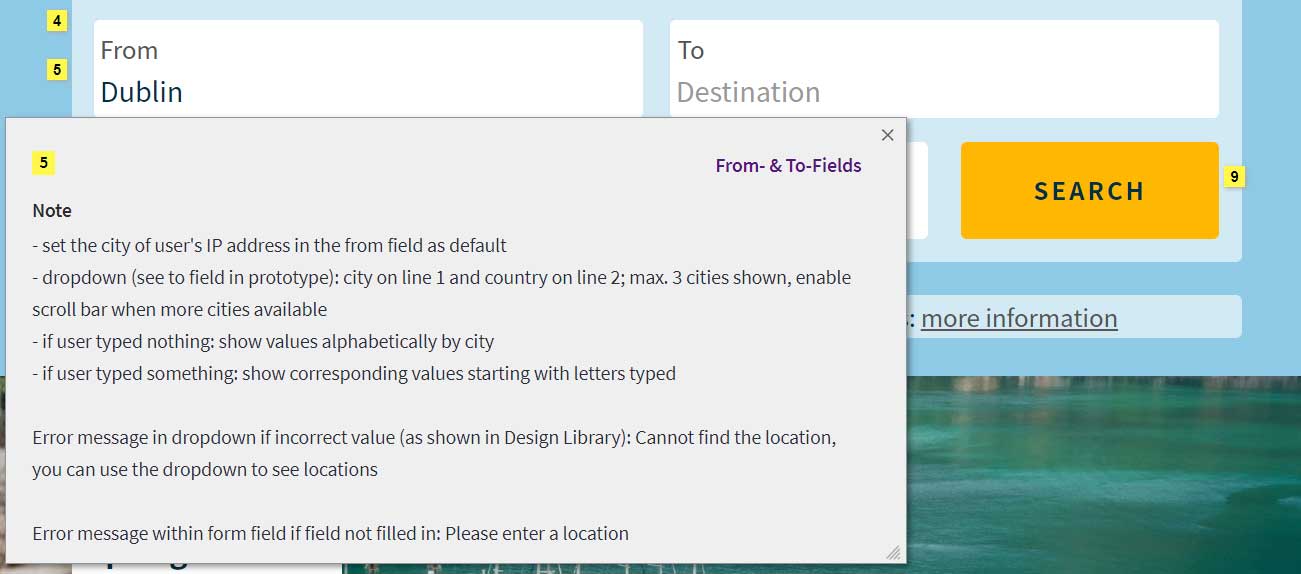 4
From
To
5
Dublin
Destination
5
From- & To-Fields
SEARCH
9
Note
- set the city of user's IP address in the from field as default
- dropdown (see to field in prototype): city on line 1 and country on line 2; max. 3 cities shown, enable
scroll bar when more cities available
: more information
- if user typed nothing: show values alphabetically by city
- if user typed something: show corresponding values starting with letters typed
Error message in dropdown if incorrect value (as shown in Design Library): Cannot find the location,
you can use the dropdown to see locations
Error message within form field if field not filled in: Please enter a location